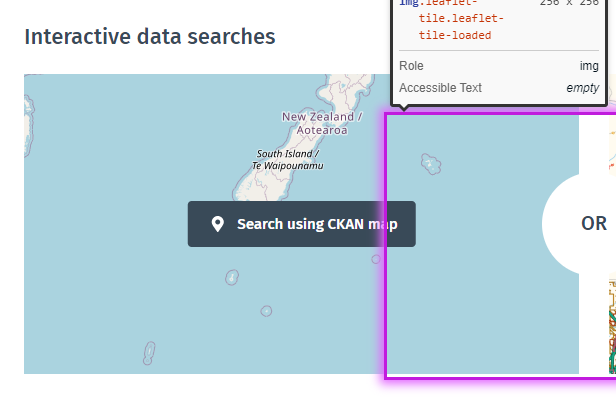 img.leaflet- 256 x 256
tile.leaflet-
tile-loaded
Interactive data searches
Role img
Accessible Text empty
New Zealand /
Aotearoa
South Island /
Te Waipounamu
Search using CKAN map
OR